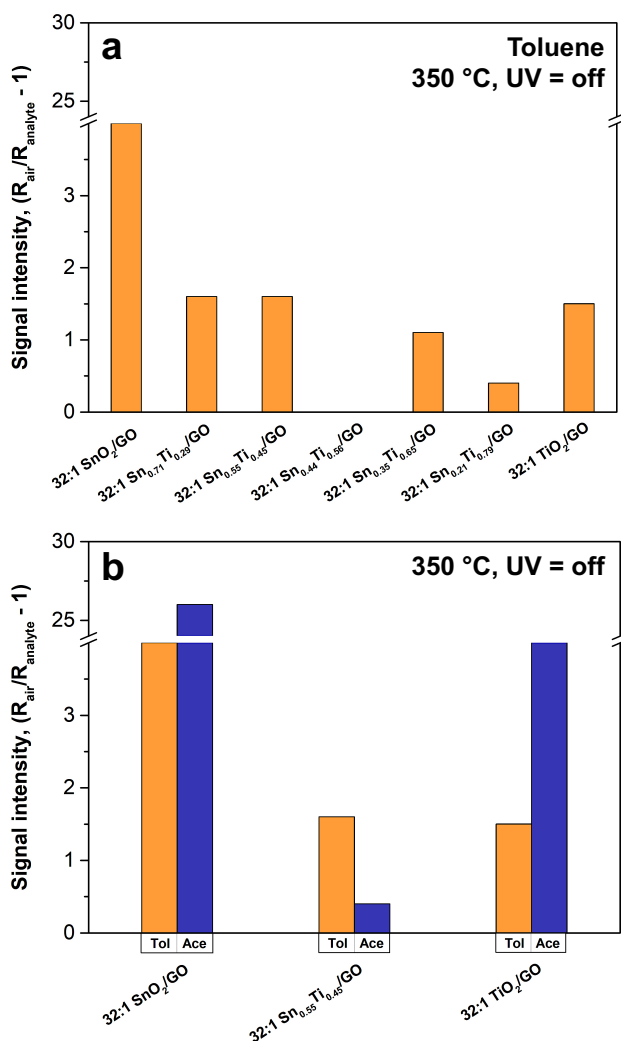 a
Toluene
350 °C, UV = off
Signal intensity, (R_air/R_analyte - 1)
30
25
3
2
1
0
32:1 SnO₂/GO
32:1 Sn₀.₇₁Ti₀.₂₉/GO
32:1 Sn₀.₅₅Ti₀.₄₅/GO
32:1 Sn₀.₄₄Ti₀.₅₆/GO
32:1 Sn₀.₃₅Ti₀.₆₅/GO
32:1 Sn₀.₂₁Ti₀.₇₉/GO
32:1 TiO₂/GO
b
350 °C, UV = off
Signal intensity, (R_air/R_analyte - 1)
30
25
3
2
1
0
Tol Ace
Tol Ace
Tol Ace
32:1 SnO₂/GO
32:1 Sn₀.₅₅Ti₀.₄₅/GO
32:1 TiO₂/GO